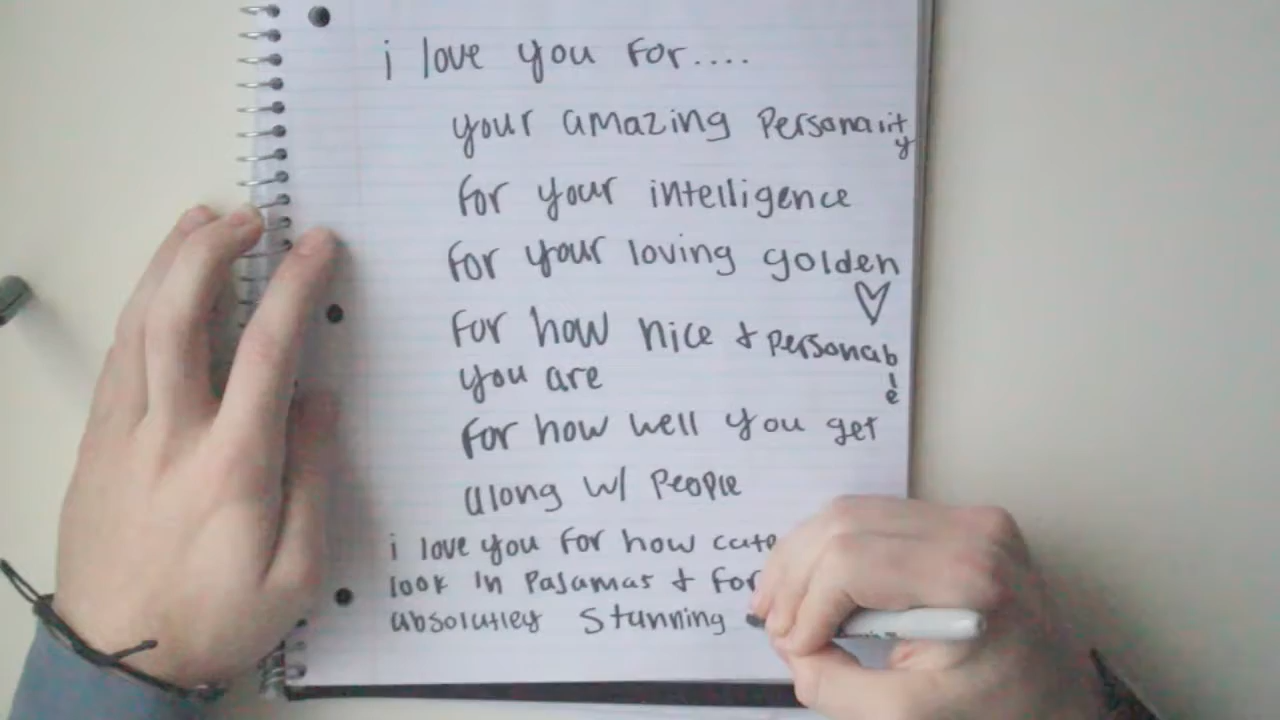 i love you for....
your amazing Personality
for your intelligence
for your loving golden ♡
for how nice + personable
you are
for how well you get
along w/ People
i love you for how cute
look in Pajamas + for
absolutley stunning